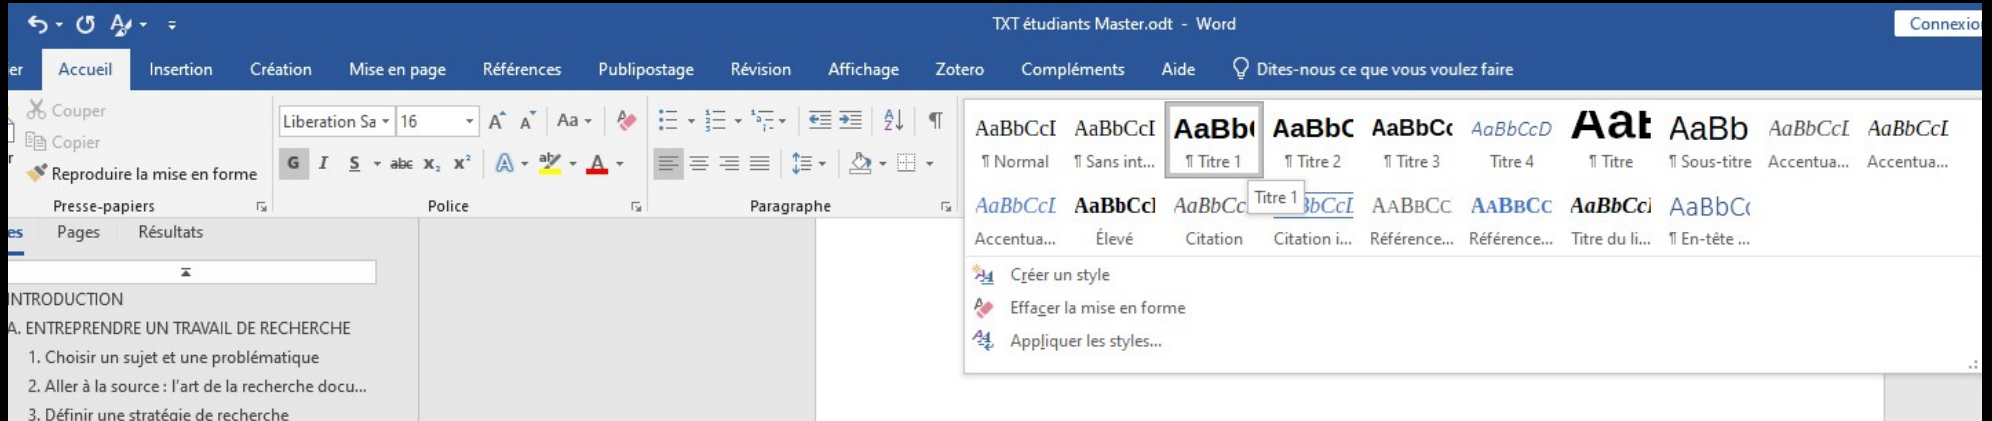 TXT étudiants Master.odt - Word
Connexio
er Accueil Insertion Création Mise en page Références Publipostage Révision Affichage Zotero Compléments Aide Dites-nous ce que vous voulez faire
Couper
Copier
Reproduire la mise en forme
Presse-papiers
Liberation Sa 16
G I S abc x₂ x²
Police
Paragraphe
AaBbCcI AaBbCcI AaBb( AaBbC AaBbC( AaBbCcD Aab AaBb AaBbCcI AaBbCcI
¶ Normal ¶ Sans int... ¶ Titre 1 ¶ Titre 2 ¶ Titre 3 Titre 4 ¶ Titre ¶ Sous-titre Accentua... Accentua...
Titre 1
AaBbCcI AaBbCcI AaBbCc BbCcI AABBCC AABBCC AaBbCcI AaBbC(
Accentua... Élevé Citation Citation i... Référence... Référence... Titre du li... ¶ En-tête ...
Créer un style
Effacer la mise en forme
Appliquer les styles...
es Pages Résultats
INTRODUCTION
A. ENTREPRENDRE UN TRAVAIL DE RECHERCHE
1. Choisir un sujet et une problématique
2. Aller à la source : l'art de la recherche docu...
3. Définir une stratégie de recherche